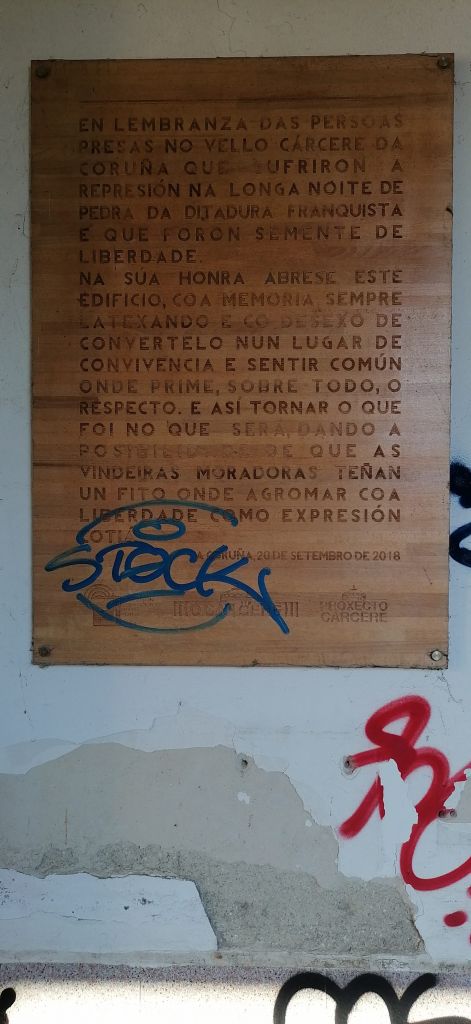 EN LEMBRANZA DAS PERSOAS
PRESAS NO VELLO CÁRCERE DA
CORUÑA QUE SUFRIRON A
REPRESIÓN NA LONGA NOITE DE
PEDRA DA DITADURA FRANQUISTA
E QUE FORON SEMENTE DE
LIBERDADE.
NA SÚA HONRA ABRESE ESTE
EDIFICIO, COA MEMORIA SEMPRE
LATEXANDO E CO DESEXO DE
CONVERTELO NUN LUGAR DE
CONVIVENCIA E SENTIR COMÚN
ONDE PRIME, SOBRE TODO, O
RESPECTO. E ASÍ TORNAR O QUE
FOI NO QUE SERÁ, DANDO A
POSIBILIDADE DE QUE AS
VINDEIRAS MORADORAS TEÑAN
UN FITO ONDE AGROMAR COA
LIBERDADE COMO EXPRESIÓN
A CORUÑA, 20 DE SETEMBRO DE 2018
STOCK
PROXECTO
CÁRCERE